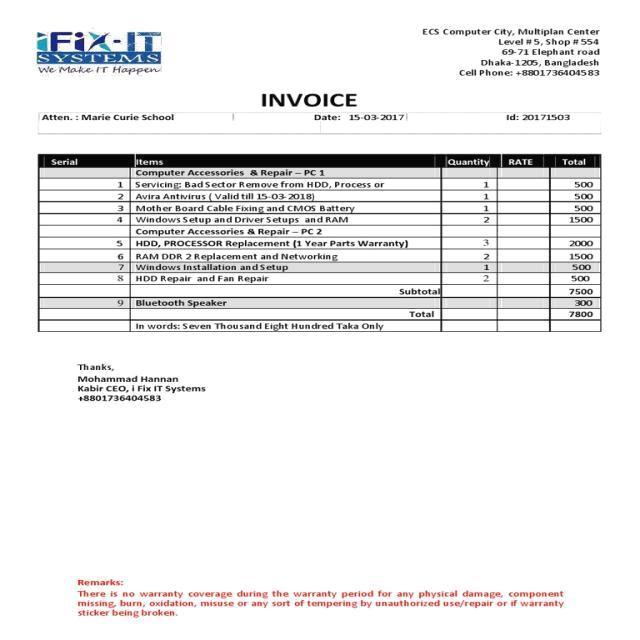 iFix-IT
SYSTEMS
We Make IT Happen
ECS Computer City, Multiplan Center
Level # 5, Shop # 554
69-71 Elephant road
Dhaka-1205, Bangladesh
Cell Phone: +8801736404583
INVOICE
Atten. : Marie Curie School Date: 15-03-2017 Id: 20171503
Serial Items Quantity RATE Total
Computer Accessories & Repair – PC 1
1 Servicing: Bad Sector Remove from HDD, Process or 1 500
2 Avira Antivirus ( Valid till 15-03-2018) 1 500
3 Mother Board Cable Fixing and CMOS Battery 1 500
4 Windows Setup and Driver Setups and RAM 2 1500
Computer Accessories & Repair – PC 2
5 HDD, PROCESSOR Replacement (1 Year Parts Warranty) 3 2000
6 RAM DDR 2 Replacement and Networking 2 1500
7 Windows Installation and Setup 1 500
8 HDD Repair and Fan Repair 2 500
Subtotal 7500
9 Bluetooth Speaker 300
Total 7800
In words: Seven Thousand Eight Hundred Taka Only
Thanks,
Mohammad Hannan
Kabir CEO, i Fix IT Systems
+8801736404583
Remarks:
There is no warranty coverage during the warranty period for any physical damage, component
missing, burn, oxidation, misuse or any sort of tempering by unauthorized use/repair or if warranty
sticker being broken.